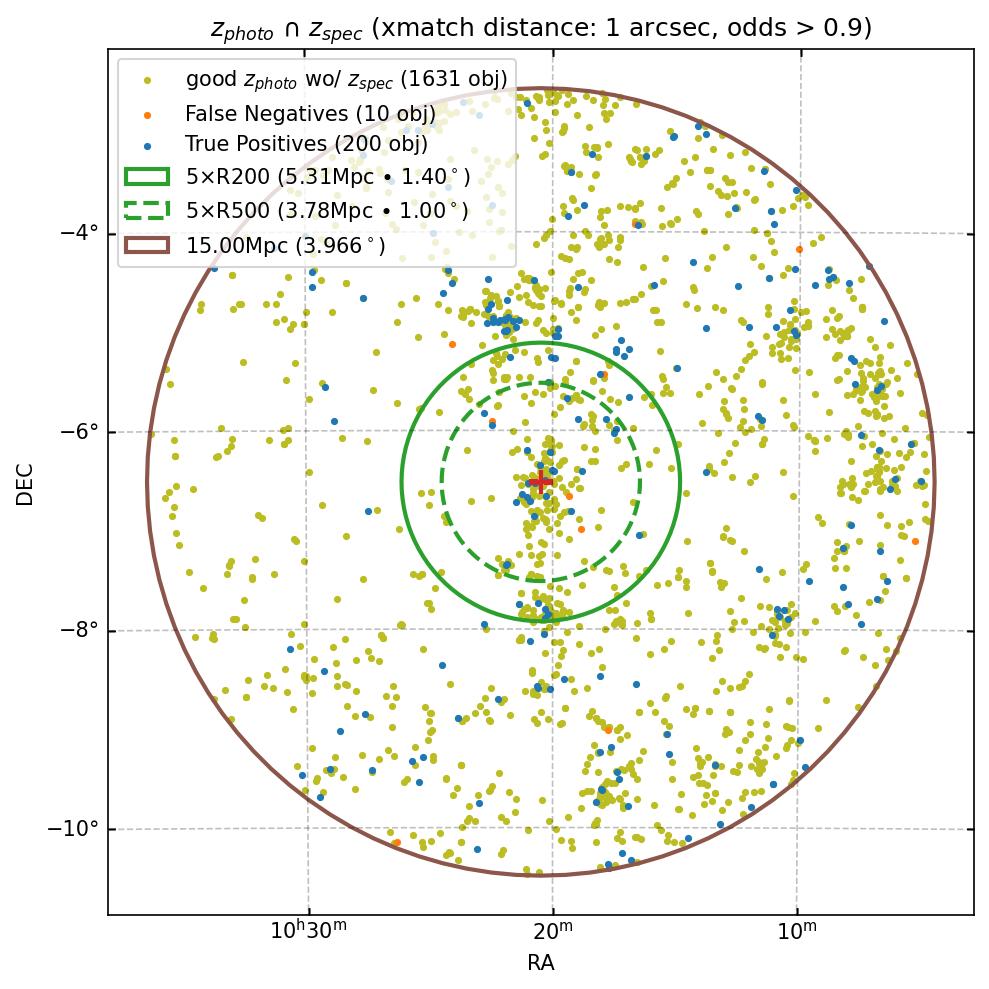 z_photo ∩ z_spec (xmatch distance: 1 arcsec, odds > 0.9)
good z_photo wo/ z_spec (1631 obj)
False Negatives (10 obj)
True Positives (200 obj)
5×R200 (5.31Mpc • 1.40°)
5×R500 (3.78Mpc • 1.00°)
15.00Mpc (3.966°)
−4°
−6°
−8°
−10°
DEC
10h30m 20m 10m
RA